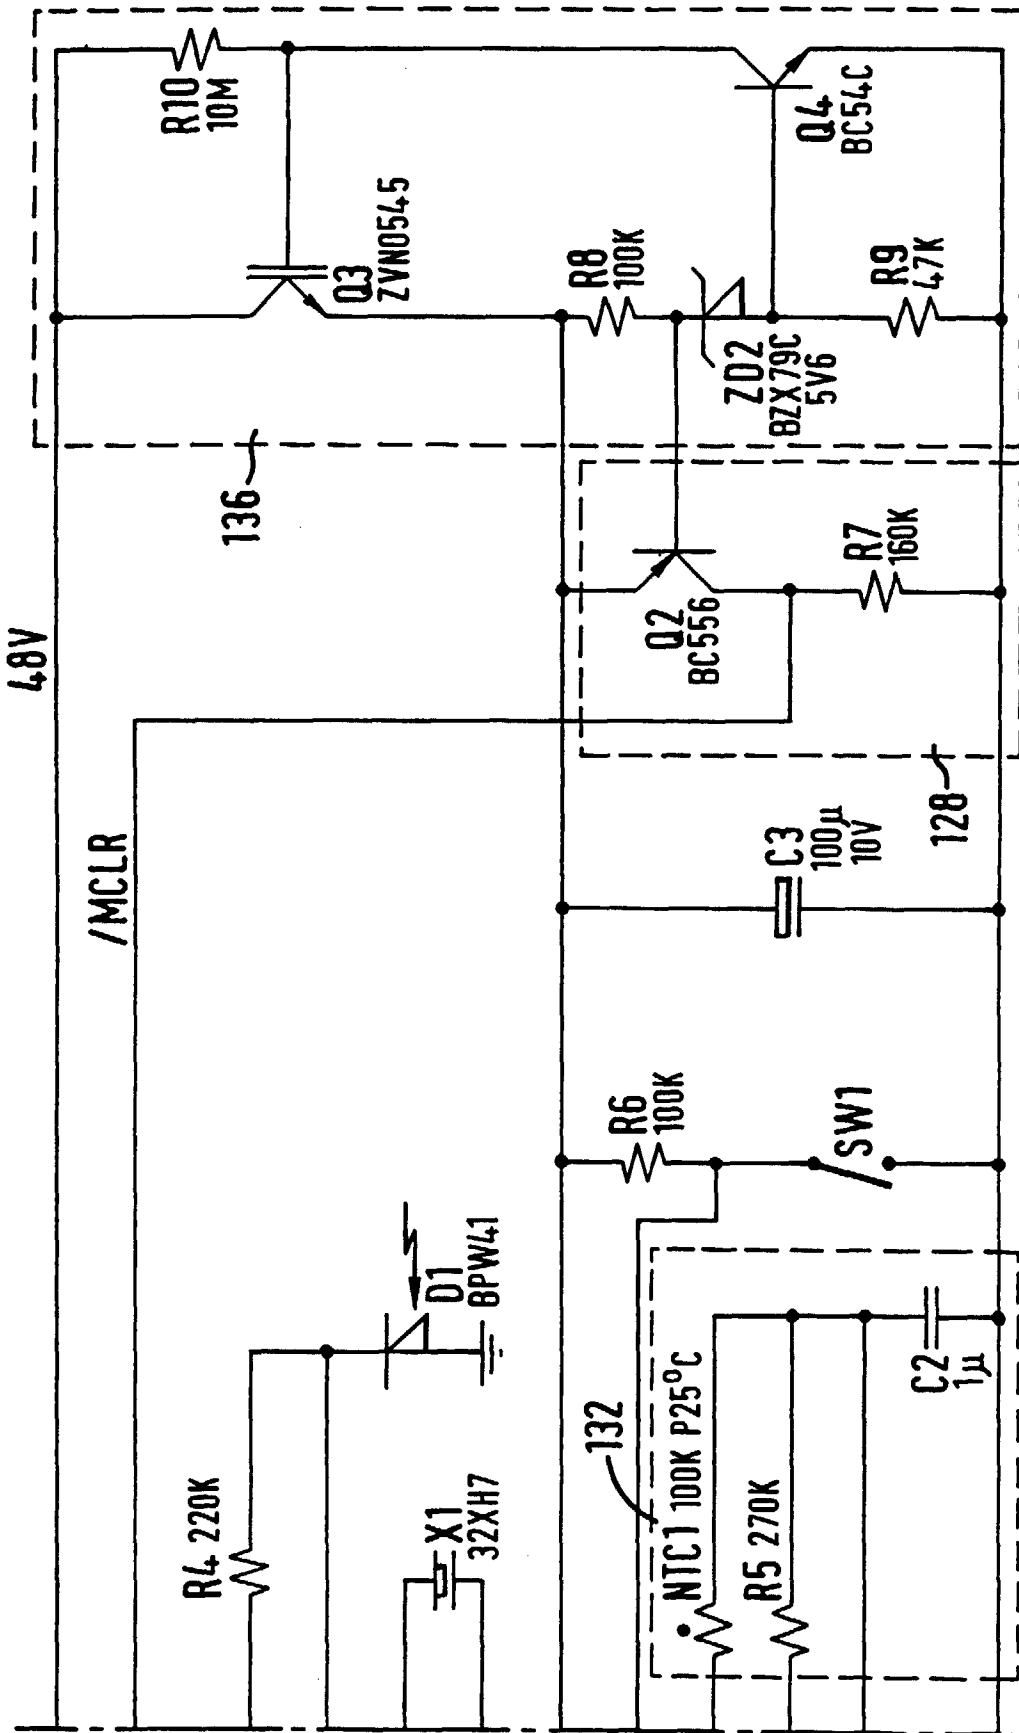 48V
/MCLR
R4 220K
X1
32XH7
D1
BPW41
132
NTC1 100K P25°C
R5 270K
C2
1µ
R6
100K
SW1
C3
100µ
10V
128
Q2
BC556
R7
160K
136
R10
10M
Q3
ZVN0545
R8
100K
ZD2
BZX79C
5V6
R9
47K
Q4
BC54C